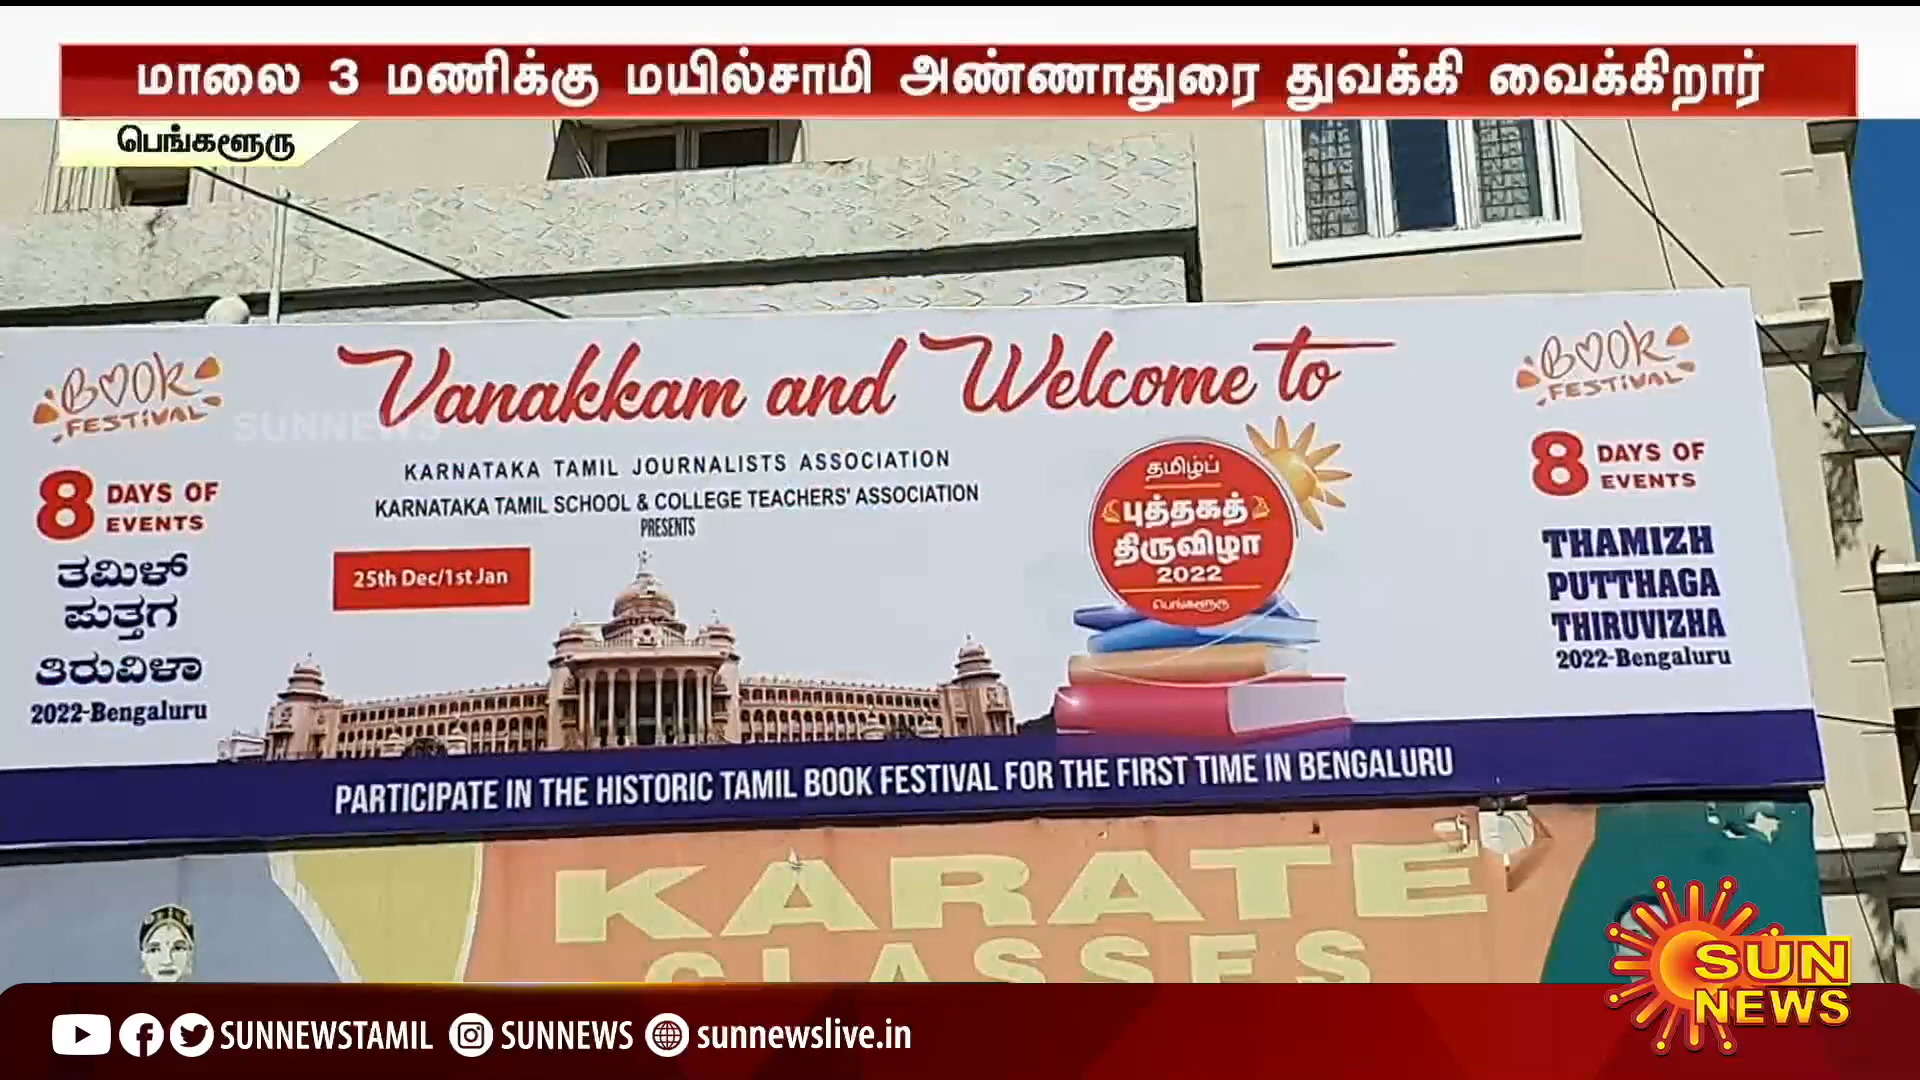 மாலை 3 மணிக்கு மயில்சாமி அண்ணாதுரை துவக்கி வைக்கிறார்
பெங்களூரு
BOOK
FESTIVAL
8 DAYS OF
EVENTS
ತಮಿಳ್
ಪುತ್ತಗ
ತಿರುವಿಳಾ
2022-Bengaluru
SUNNEWS
Vanakkam and Welcome to
KARNATAKA TAMIL JOURNALISTS ASSOCIATION
KARNATAKA TAMIL SCHOOL & COLLEGE TEACHERS' ASSOCIATION
PRESENTS
25th Dec/1st Jan
தமிழ்ப்
புத்தகத்
திருவிழா
2022
பெங்களூரு
BOOK
FESTIVAL
8 DAYS OF
EVENTS
THAMIZH
PUTTHAGA
THIRUVIZHA
2022-Bengaluru
PARTICIPATE IN THE HISTORIC TAMIL BOOK FESTIVAL FOR THE FIRST TIME IN BENGALURU
KARATE
CLASSES
SUN
NEWS
SUNNEWSTAMIL SUNNEWS sunnewslive.in